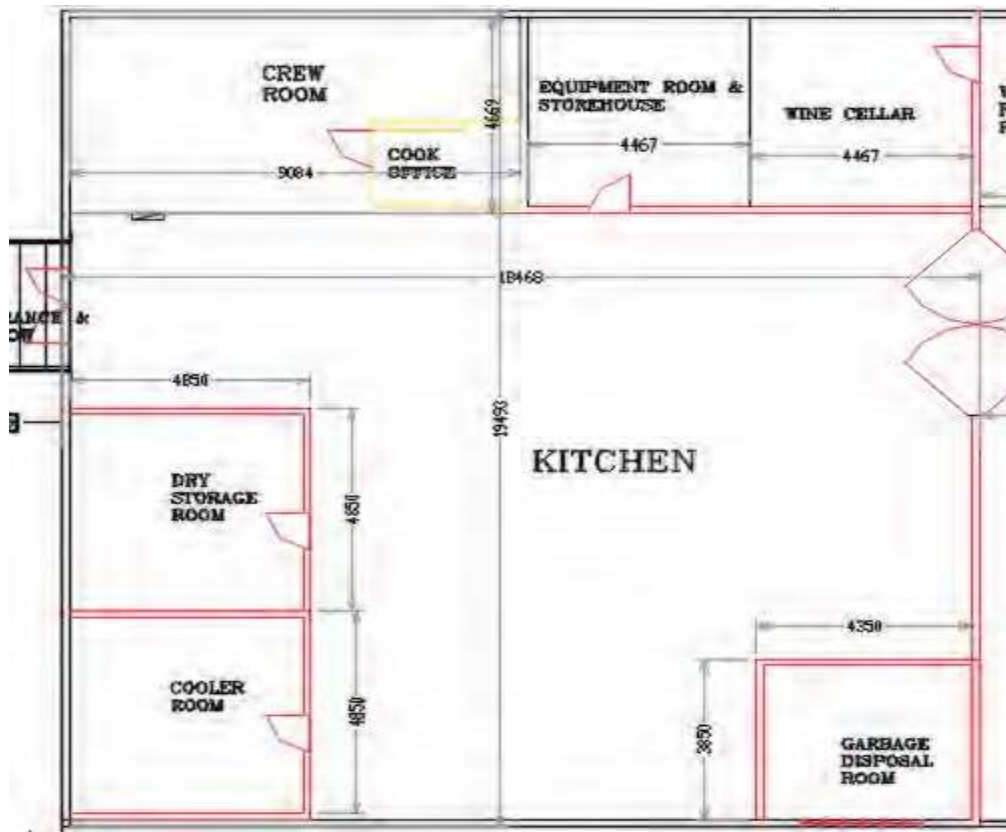 CREW
ROOM
EQUIPMENT ROOM &
STOREHOUSE
WINE CELLAR
4669
COOK
OFFICE
4467
4467
9084
18468
&
4850
19493
KITCHEN
DRY
STORAGE
ROOM
4850
4350
COOLER
ROOM
4850
3850
GARBAGE
DISPOSAL
ROOM